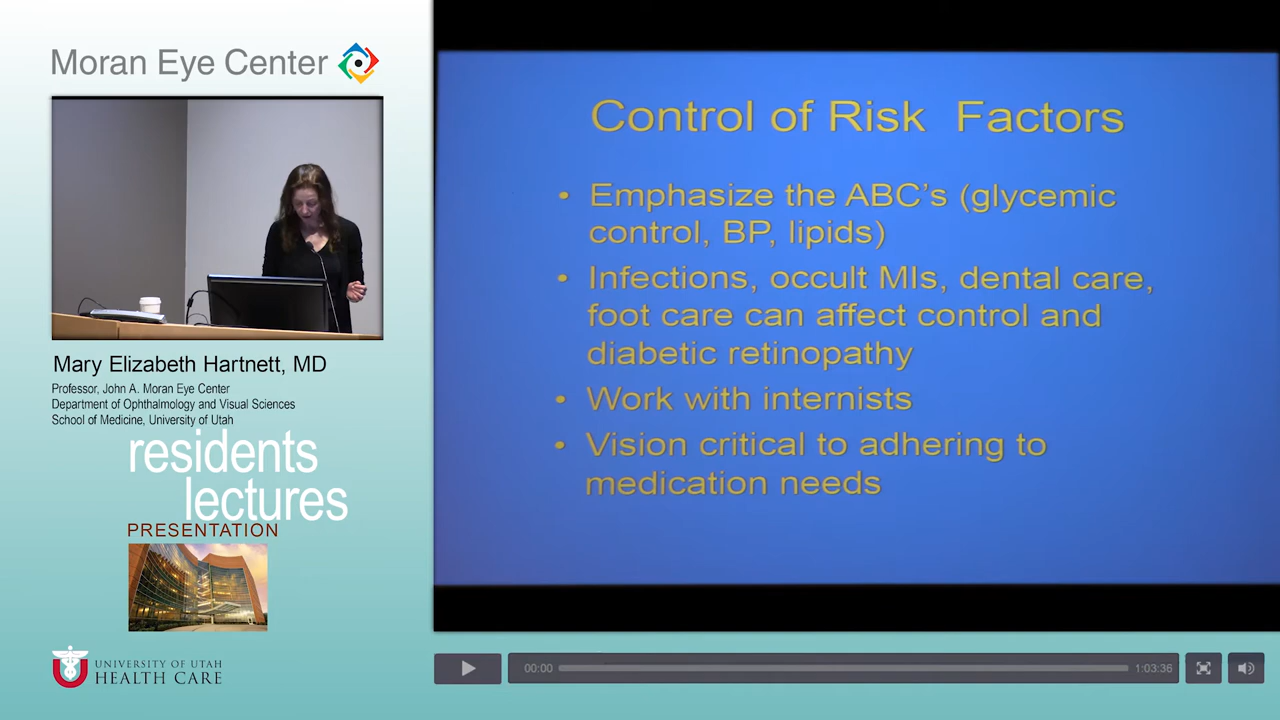 Moran Eye Center
Mary Elizabeth Hartnett, MD
Professor, John A. Moran Eye Center
Department of Ophthalmology and Visual Sciences
School of Medicine, University of Utah
residents
lectures
PRESENTATION
UNIVERSITY OF UTAH
HEALTH CARE
Control of Risk Factors
• Emphasize the ABC's (glycemic
control, BP, lipids)
• Infections, occult MIs, dental care,
foot care can affect control and
diabetic retinopathy
• Work with internists
• Vision critical to adhering to
medication needs
00:00
1:03:36